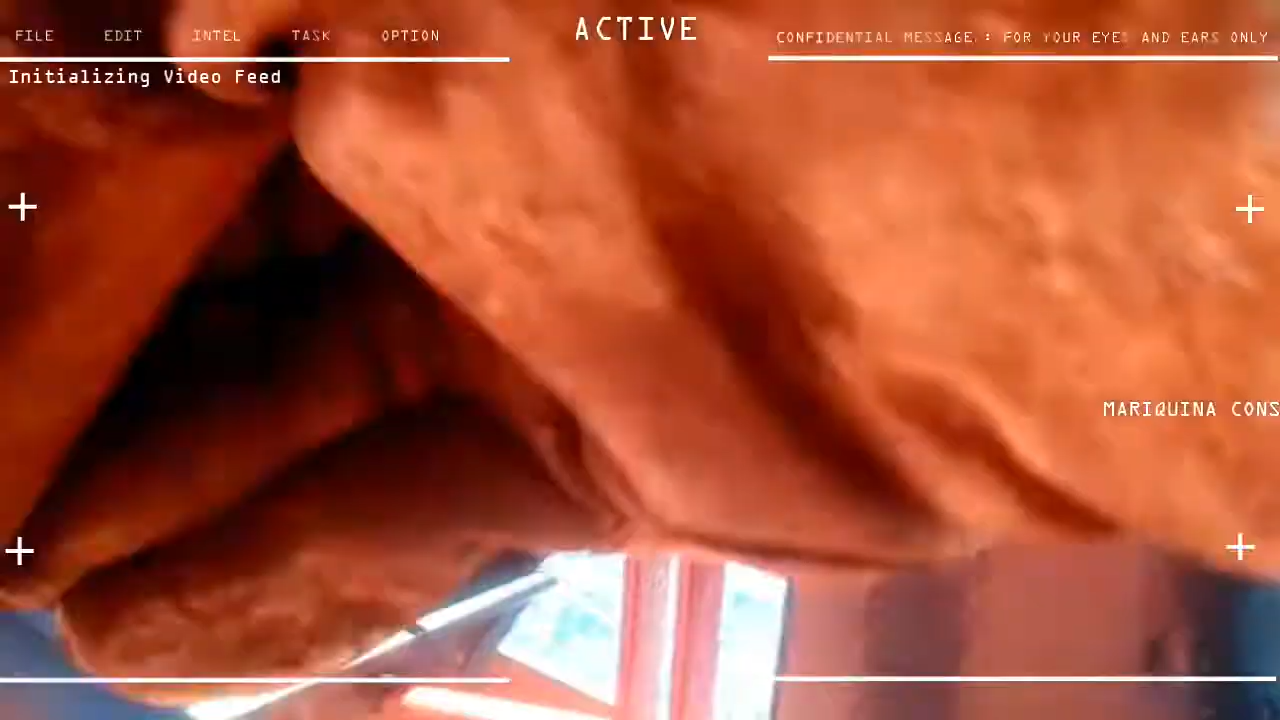 FILE EDIT INTEL TASK OPTION
ACTIVE
CONFIDENTIAL MESSAGE.: FOR YOUR EYES AND EARS ONLY
Initializing Video Feed
MARIQUINA CONS